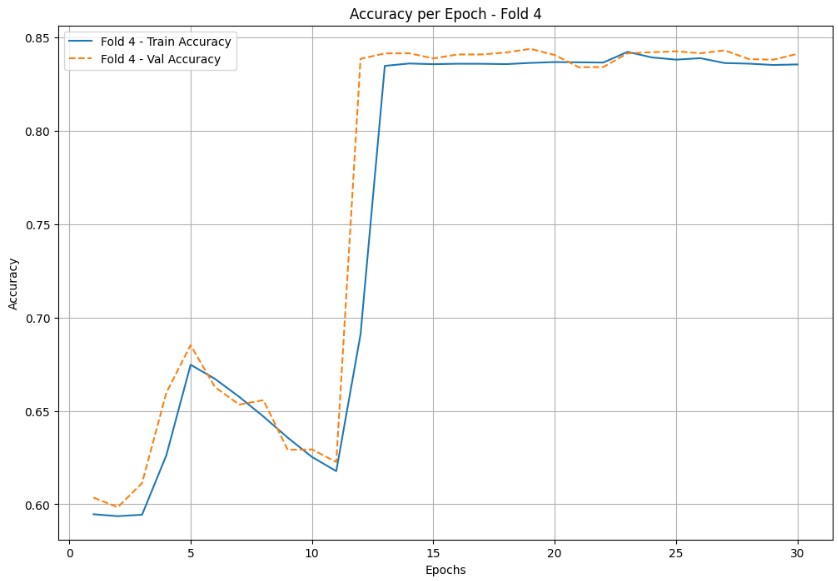 Accuracy per Epoch - Fold 4
Fold 4 - Train Accuracy
Fold 4 - Val Accuracy
Accuracy
0.85
0.80
0.75
0.70
0.65
0.60
0
5
10
15
20
25
30
Epochs